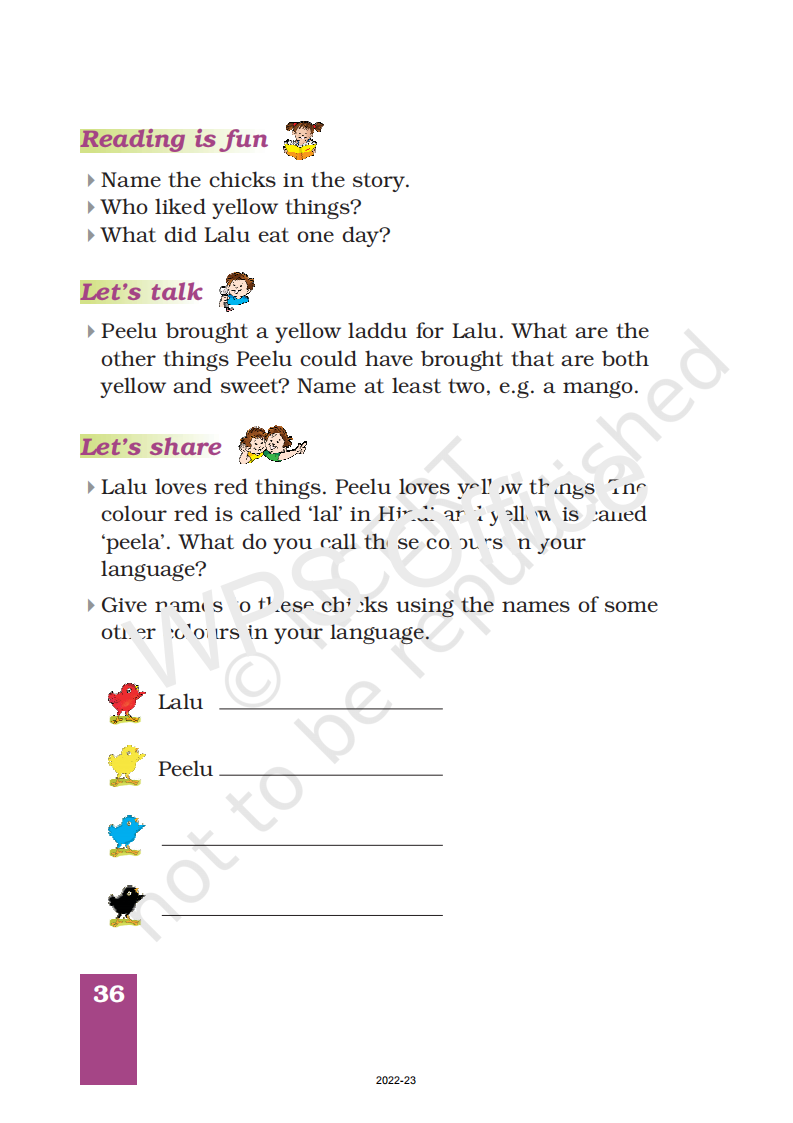 Reading is fun
Name the chicks in the story.
Who liked yellow things?
What did Lalu eat one day?
Let's talk
Peelu brought a yellow laddu for Lalu. What are the
other things Peelu could have brought that are both
yellow and sweet? Name at least two, e.g. a mango.
Let's share
Lalu loves red things. Peelu loves yellow things. The
colour red is called ‘lal’ in Hindi and yellow is called
‘peela’. What do you call these colours in your
language?
Give names to these chicks using the names of some
other colours in your language.
Lalu
Peelu
36
2022-23
© NCERT
not to be republished
WPS Office